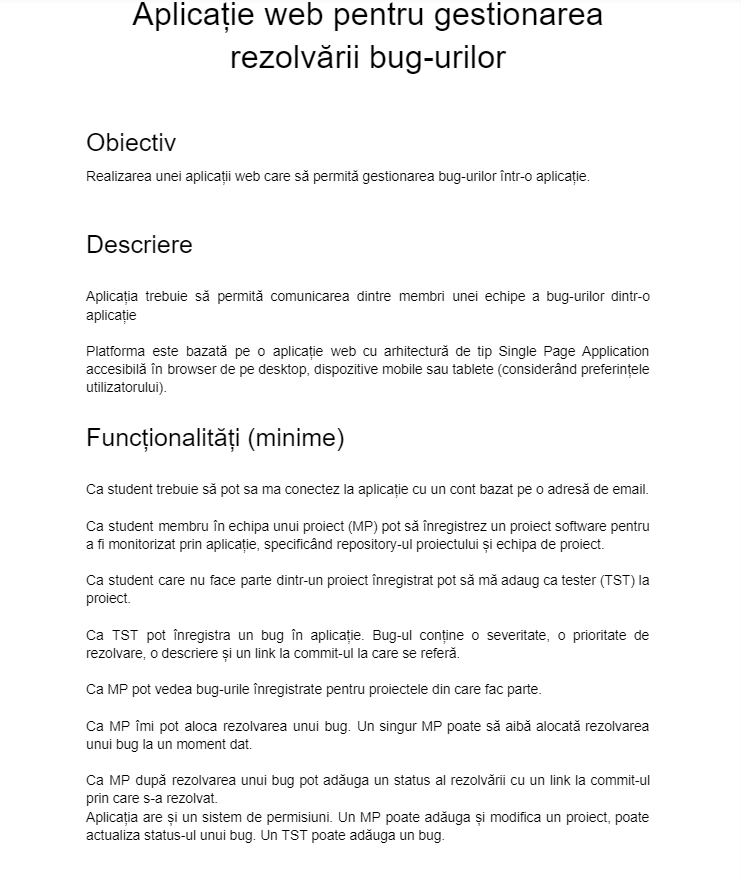 Aplicație web pentru gestionarea
rezolvării bug-urilor
Obiectiv
Realizarea unei aplicații web care să permită gestionarea bug-urilor într-o aplicație.
Descriere
Aplicația trebuie să permită comunicarea dintre membri unei echipe a bug-urilor dintr-o
aplicație
Platforma este bazată pe o aplicație web cu arhitectură de tip Single Page Application
accesibilă în browser de pe desktop, dispozitive mobile sau tablete (considerând preferințele
utilizatorului).
Funcționalități (minime)
Ca student trebuie să pot sa ma conectez la aplicație cu un cont bazat pe o adresă de email.
Ca student membru în echipa unui proiect (MP) pot să înregistrez un proiect software pentru
a fi monitorizat prin aplicație, specificând repository-ul proiectului și echipa de proiect.
Ca student care nu face parte dintr-un proiect înregistrat pot să mă adaug ca tester (TST) la
proiect.
Ca TST pot înregistra un bug în aplicație. Bug-ul conține o severitate, o prioritate de
rezolvare, o descriere și un link la commit-ul la care se referă.
Ca MP pot vedea bug-urile înregistrate pentru proiectele din care fac parte.
Ca MP îmi pot aloca rezolvarea unui bug. Un singur MP poate să aibă alocată rezolvarea
unui bug la un moment dat.
Ca MP după rezolvarea unui bug pot adăuga un status al rezolvării cu un link la commit-ul
prin care s-a rezolvat.
Aplicația are și un sistem de permisiuni. Un MP poate adăuga și modifica un proiect, poate
actualiza status-ul unui bug. Un TST poate adăuga un bug.